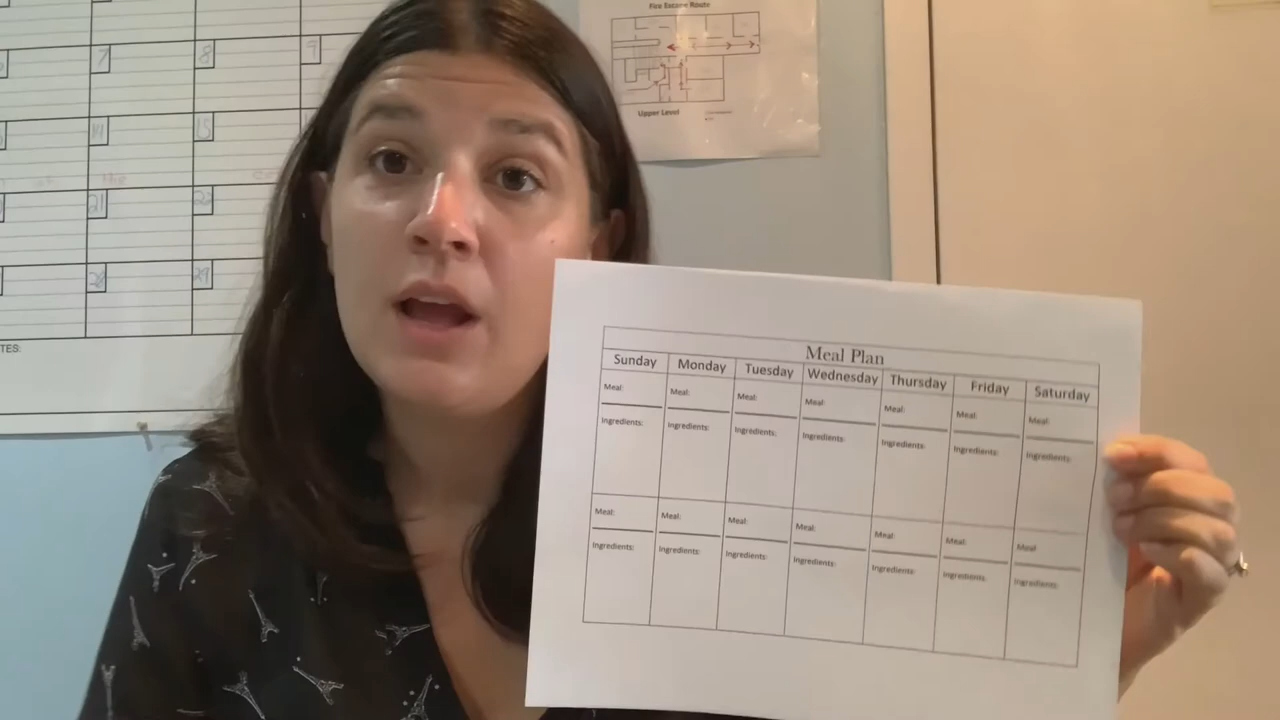 7
8
9
14
15
21
22
28
29
TES:
Fire Escape Route
Upper Level
Meal Plan
Sunday Monday Tuesday Wednesday Thursday Friday Saturday
Meal: Meal: Meal: Meal: Meal: Meal: Meal:
Ingredients: Ingredients: Ingredients: Ingredients: Ingredients: Ingredients: Ingredients:
Meal: Meal: Meal: Meal: Meal: Meal: Meal
Ingredients: Ingredients: Ingredients: Ingredients: Ingredients: Ingredients: Ingredients: